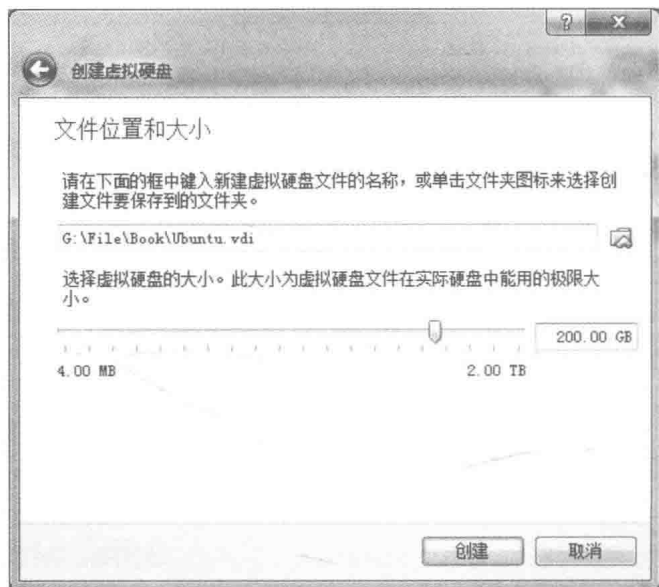 ?
创建虚拟硬盘
文件位置和大小
请在下面的框中键入新建虚拟硬盘文件的名称，或单击文件夹图标来选择创
建文件要保存到的文件夹。
G:\File\Book\Ubuntu.vdi
选择虚拟硬盘的大小。此大小为虚拟硬盘文件在实际硬盘中能用的极限大
小。
200.00 GB
4.00 MB 2.00 TB
创建 取消